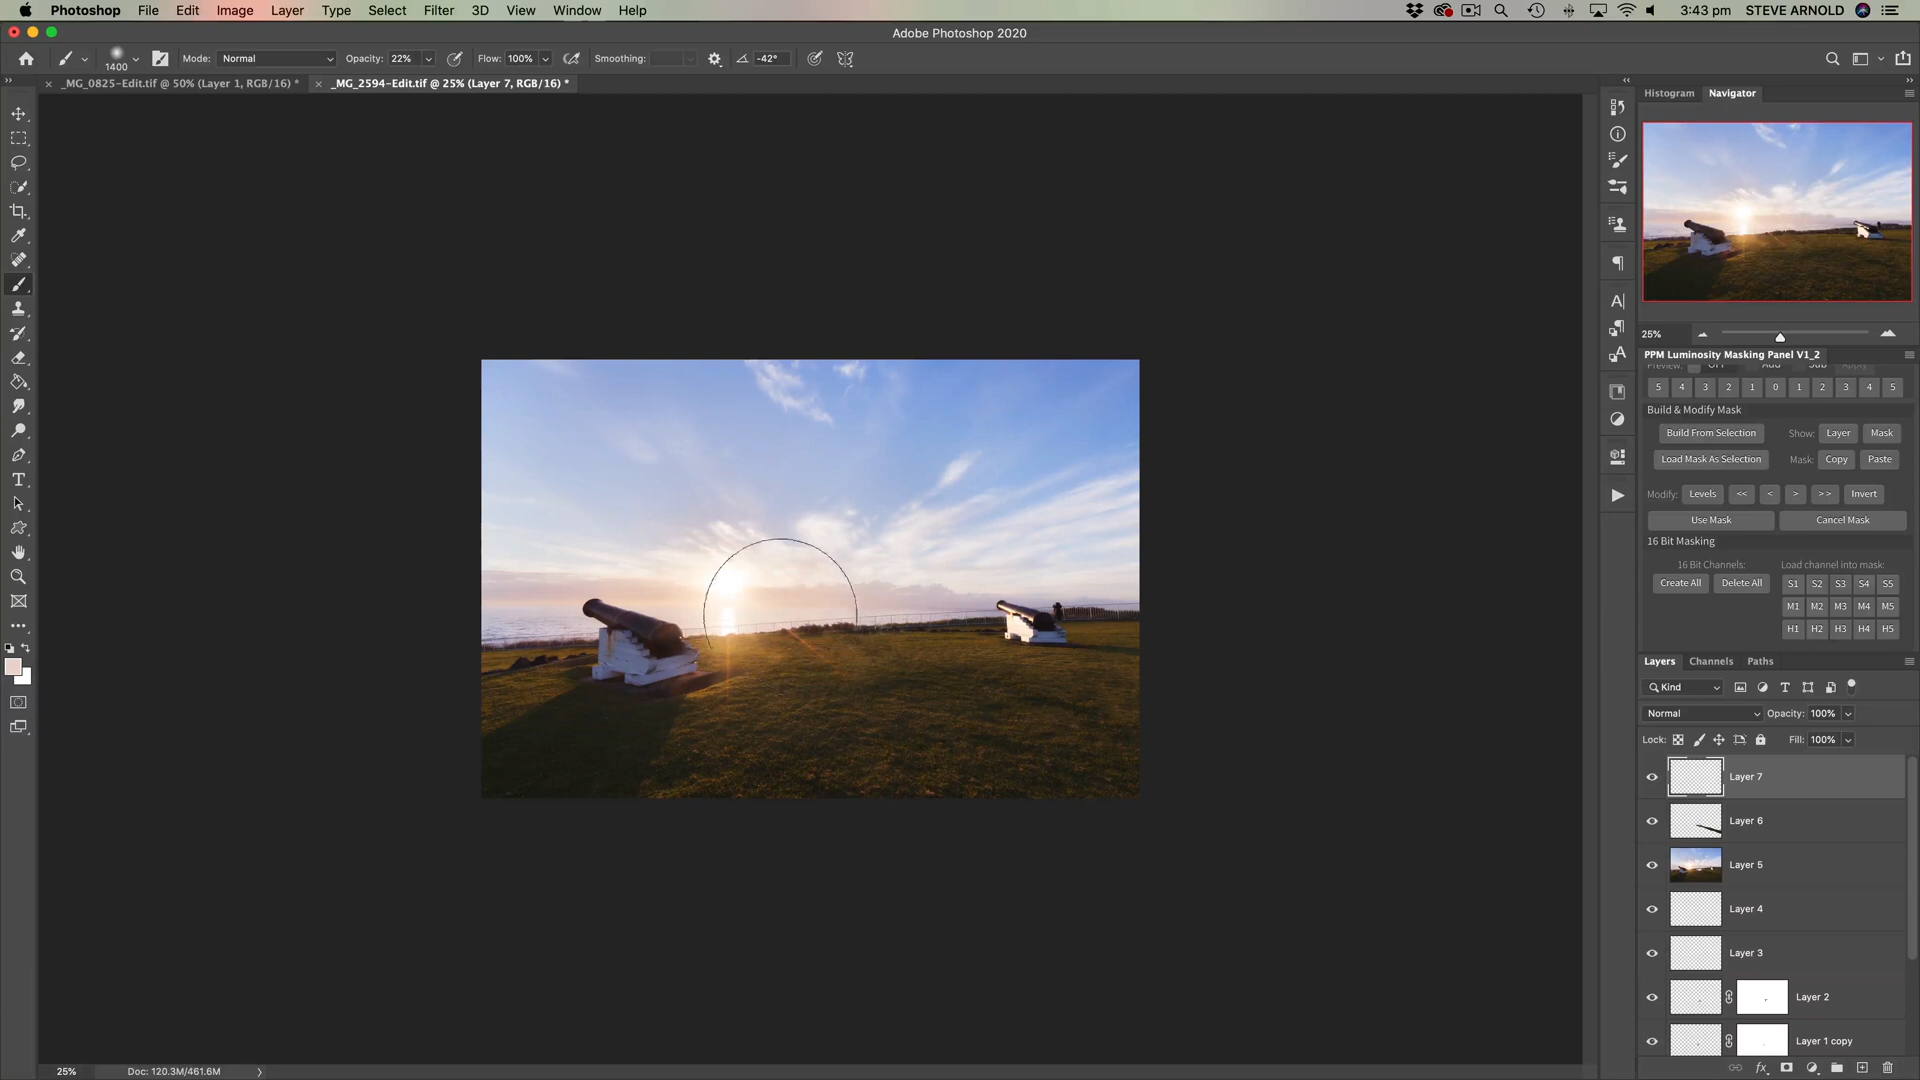 Photoshop File Edit Image Layer Type Select Filter 3D View Window Help 3:43 pm STEVE ARNOLD
Adobe Photoshop 2020
1400 Mode: Normal Opacity: 22% Flow: 100% Smoothing: -42°
_MG_0825-Edit.tif @ 50% (Layer 1, RGB/16) * _MG_2594-Edit.tif @ 25% (Layer 7, RGB/16) *
Histogram Navigator
25%
PPM Luminosity Masking Panel V1_2
Preview: Off Add Sub Apply
5 4 3 2 1 0 1 2 3 4 5
Build & Modify Mask
Build From Selection Show: Layer Mask
Load Mask As Selection Mask: Copy Paste
Modify: Levels << < > >> Invert
Use Mask Cancel Mask
16 Bit Masking
16 Bit Channels: Load channel into mask:
Create All Delete All S1 S2 S3 S4 S5
M1 M2 M3 M4 M5
H1 H2 H3 H4 H5
Layers Channels Paths
Kind
Normal Opacity: 100%
Lock: Fill: 100%
Layer 7
Layer 6
Layer 5
Layer 4
Layer 3
Layer 2
Layer 1 copy
25% Doc: 120.3M/461.6M